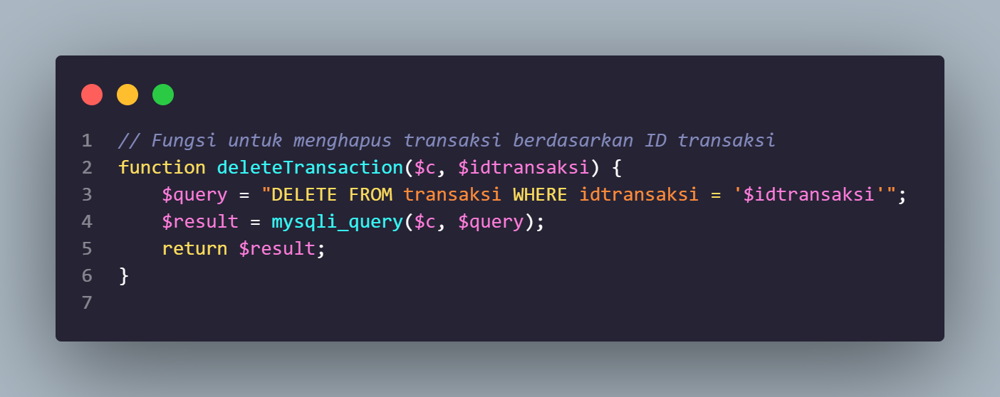 1 // Fungsi untuk menghapus transaksi berdasarkan ID transaksi
2 function deleteTransaction($c, $idtransaksi) {
3     $query = "DELETE FROM transaksi WHERE idtransaksi = '$idtransaksi'";
4     $result = mysqli_query($c, $query);
5     return $result;
6 }
7